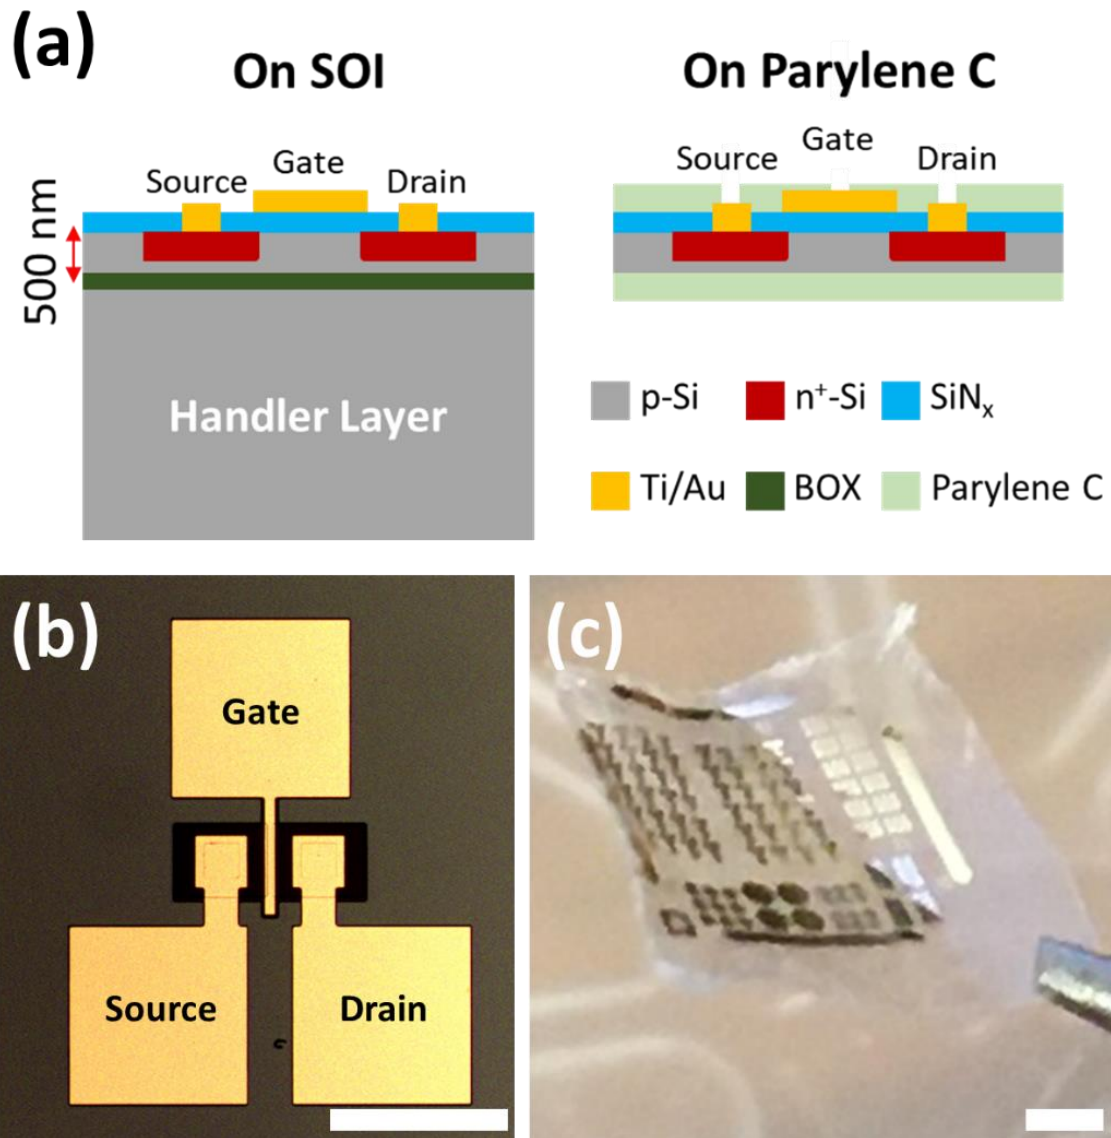 (a)
On SOI
On Parylene C
Source
Gate
Drain
Source
Gate
Drain
500 nm
Handler Layer
p-Si
n⁺-Si
SiNₓ
Ti/Au
BOX
Parylene C
(b)
Gate
Source
Drain
(c)